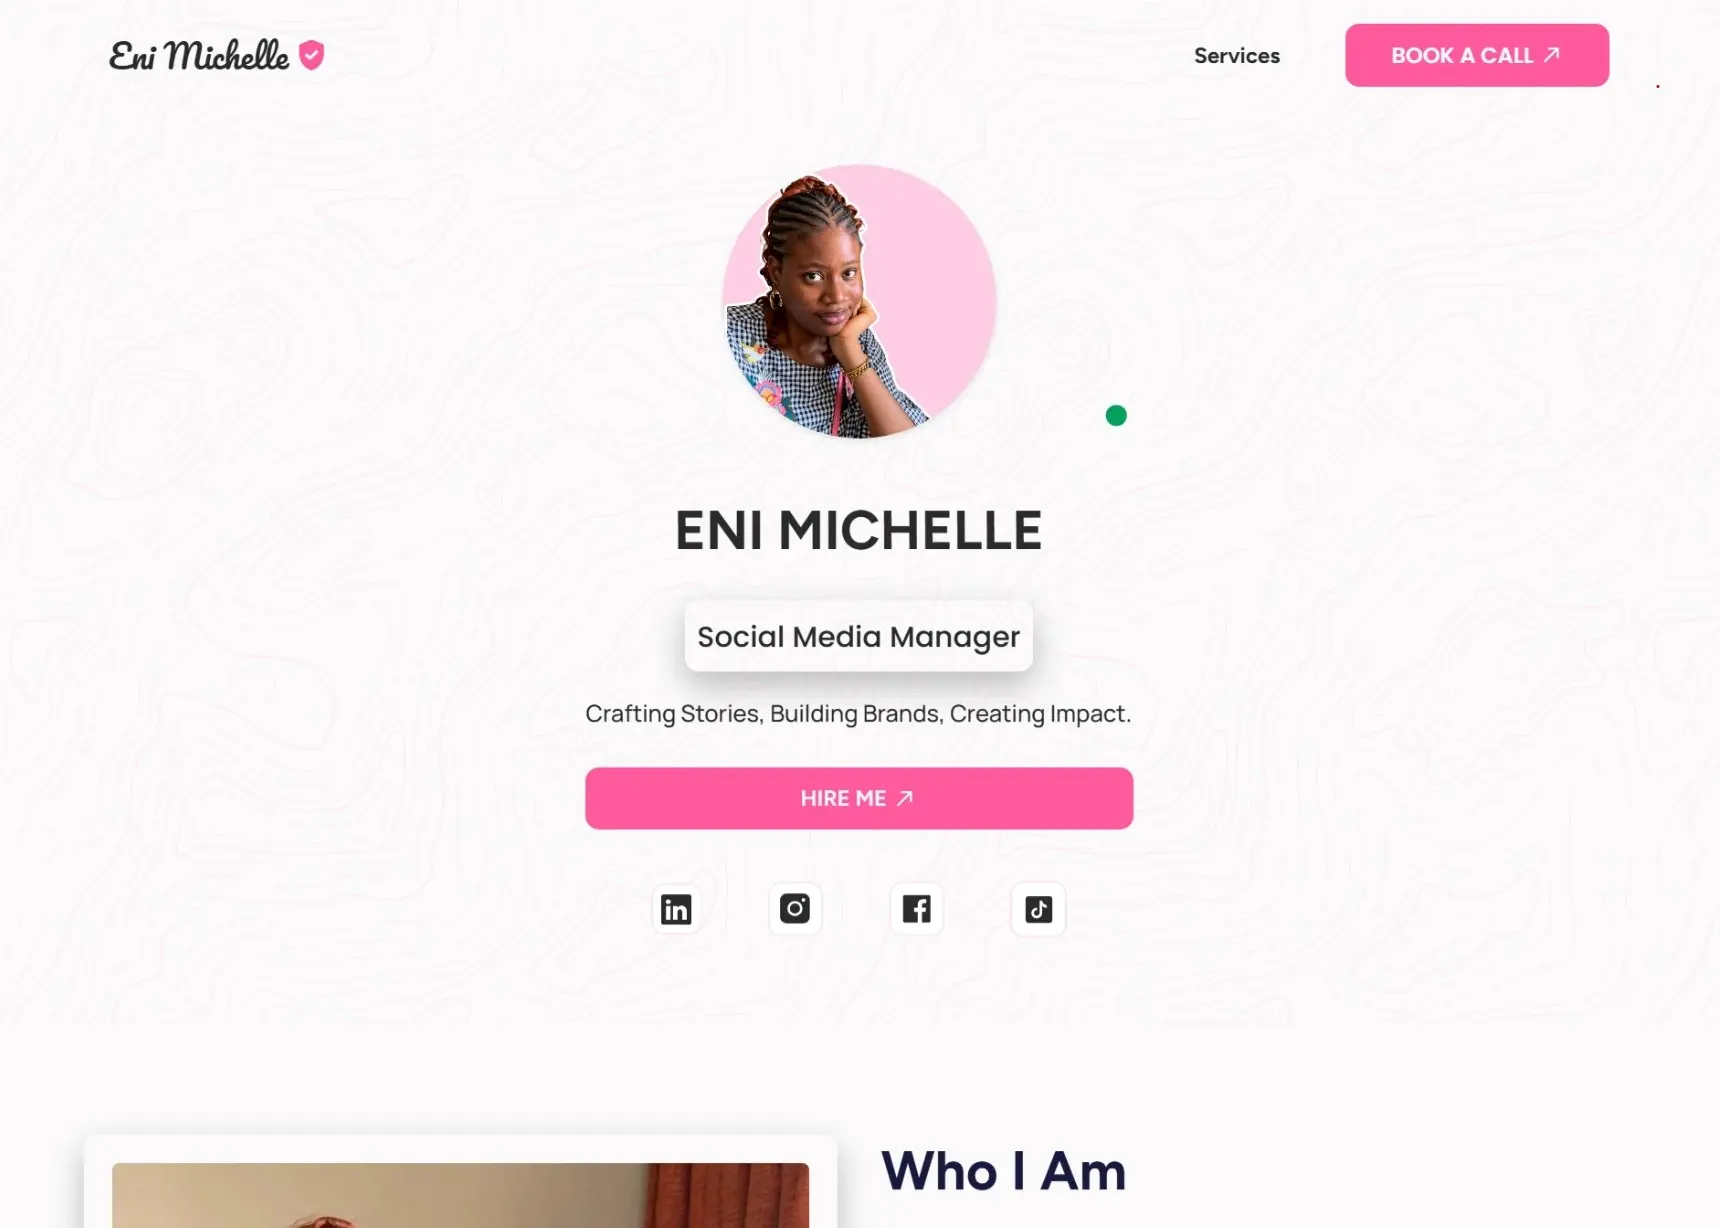 Eni Michelle
Services
BOOK A CALL
ENI MICHELLE
Social Media Manager
Crafting Stories, Building Brands, Creating Impact.
HIRE ME
in
Who I Am